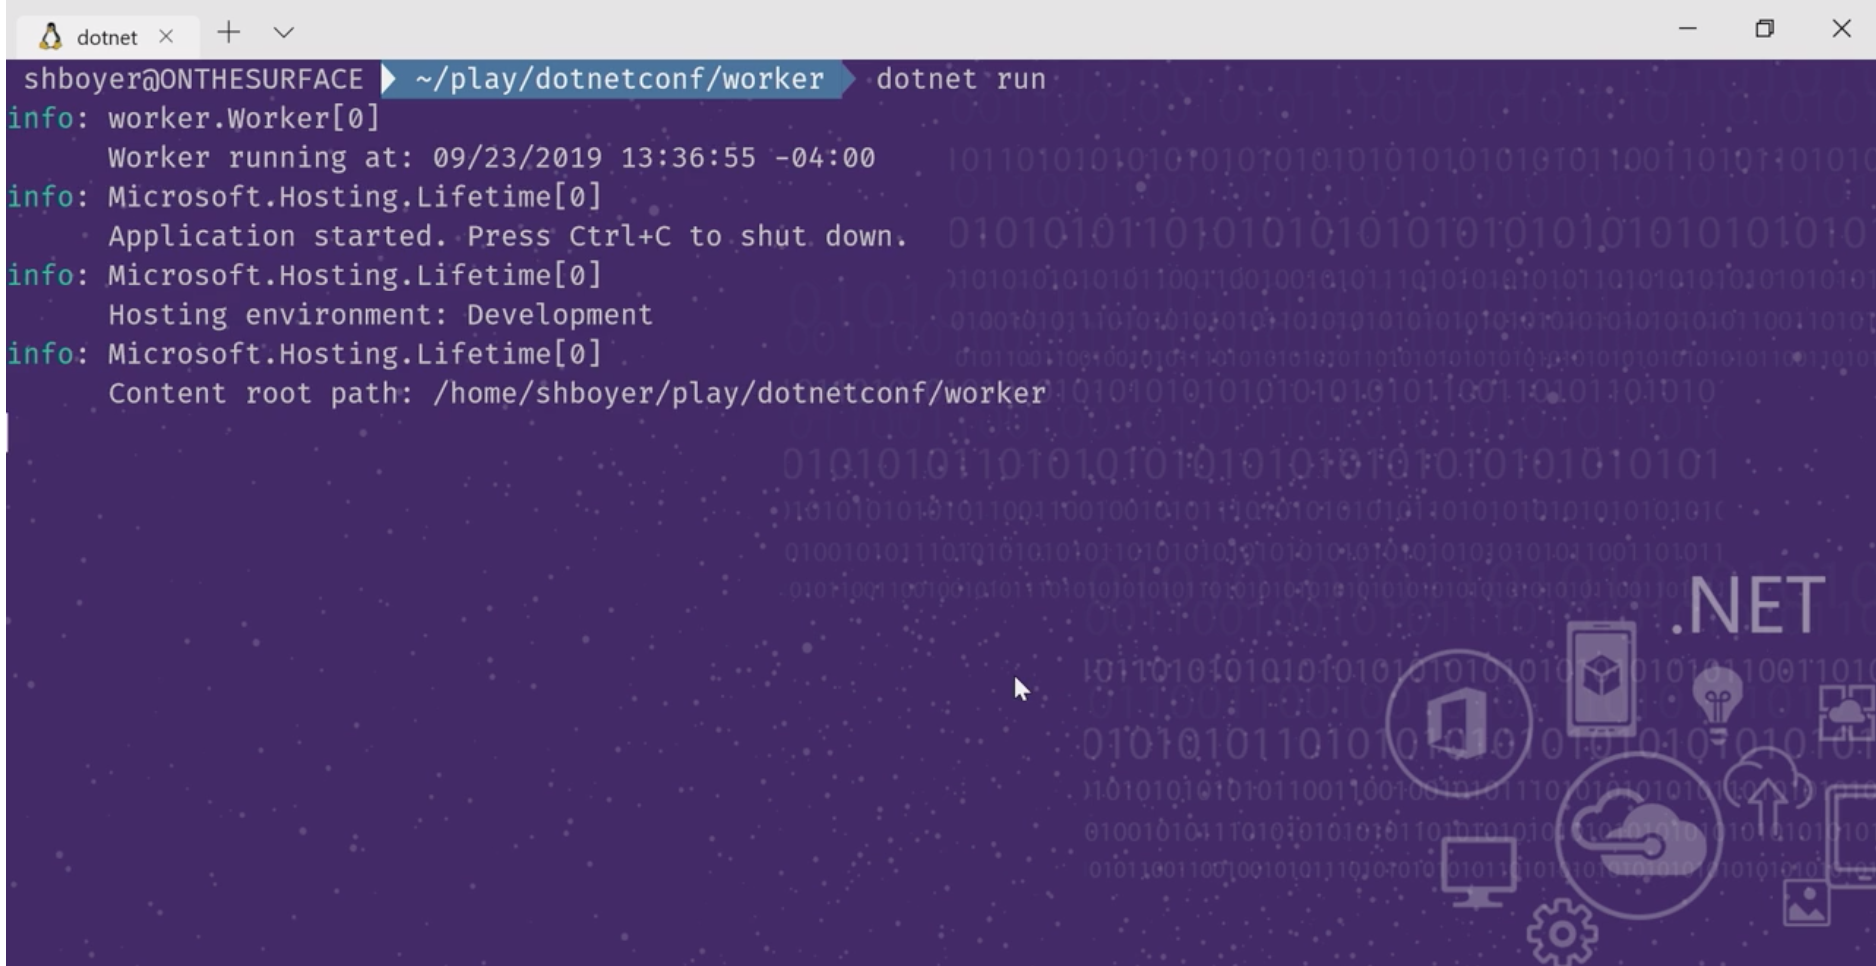 dotnet
shboyer@ONTHESURFACE ~/play/dotnetconf/worker dotnet run
info: worker.Worker[0]
Worker running at: 09/23/2019 13:36:55 -04:00
info: Microsoft.Hosting.Lifetime[0]
Application started. Press Ctrl+C to shut down.
info: Microsoft.Hosting.Lifetime[0]
Hosting environment: Development
info: Microsoft.Hosting.Lifetime[0]
Content root path: /home/shboyer/play/dotnetconf/worker
.NET